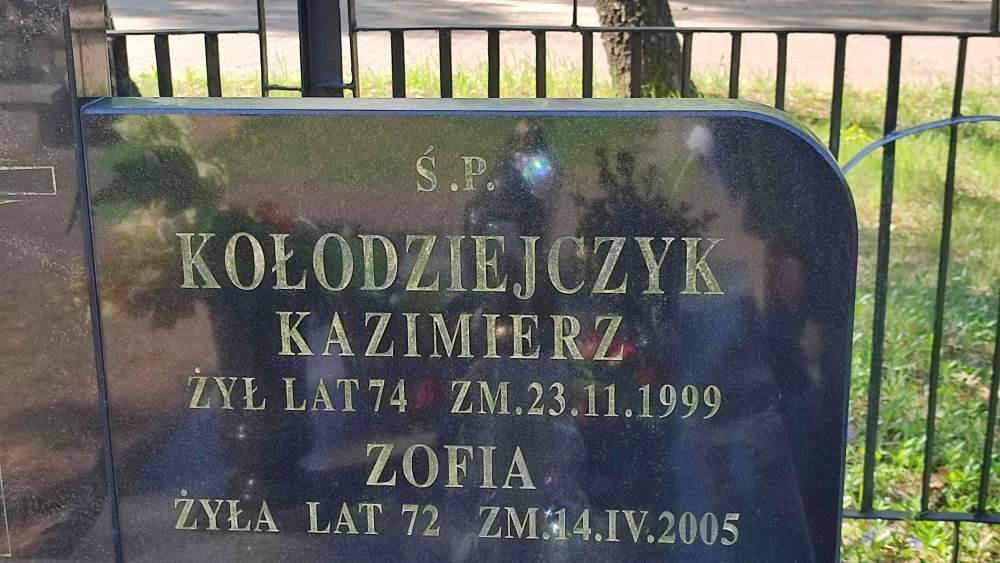 Ś.P.
KOŁODZIEJCZYK
KAZIMIERZ
ŻYŁ LAT 74 ZM.23.11.1999
ZOFIA
ŻYŁA LAT 72 ZM.14.IV.2005